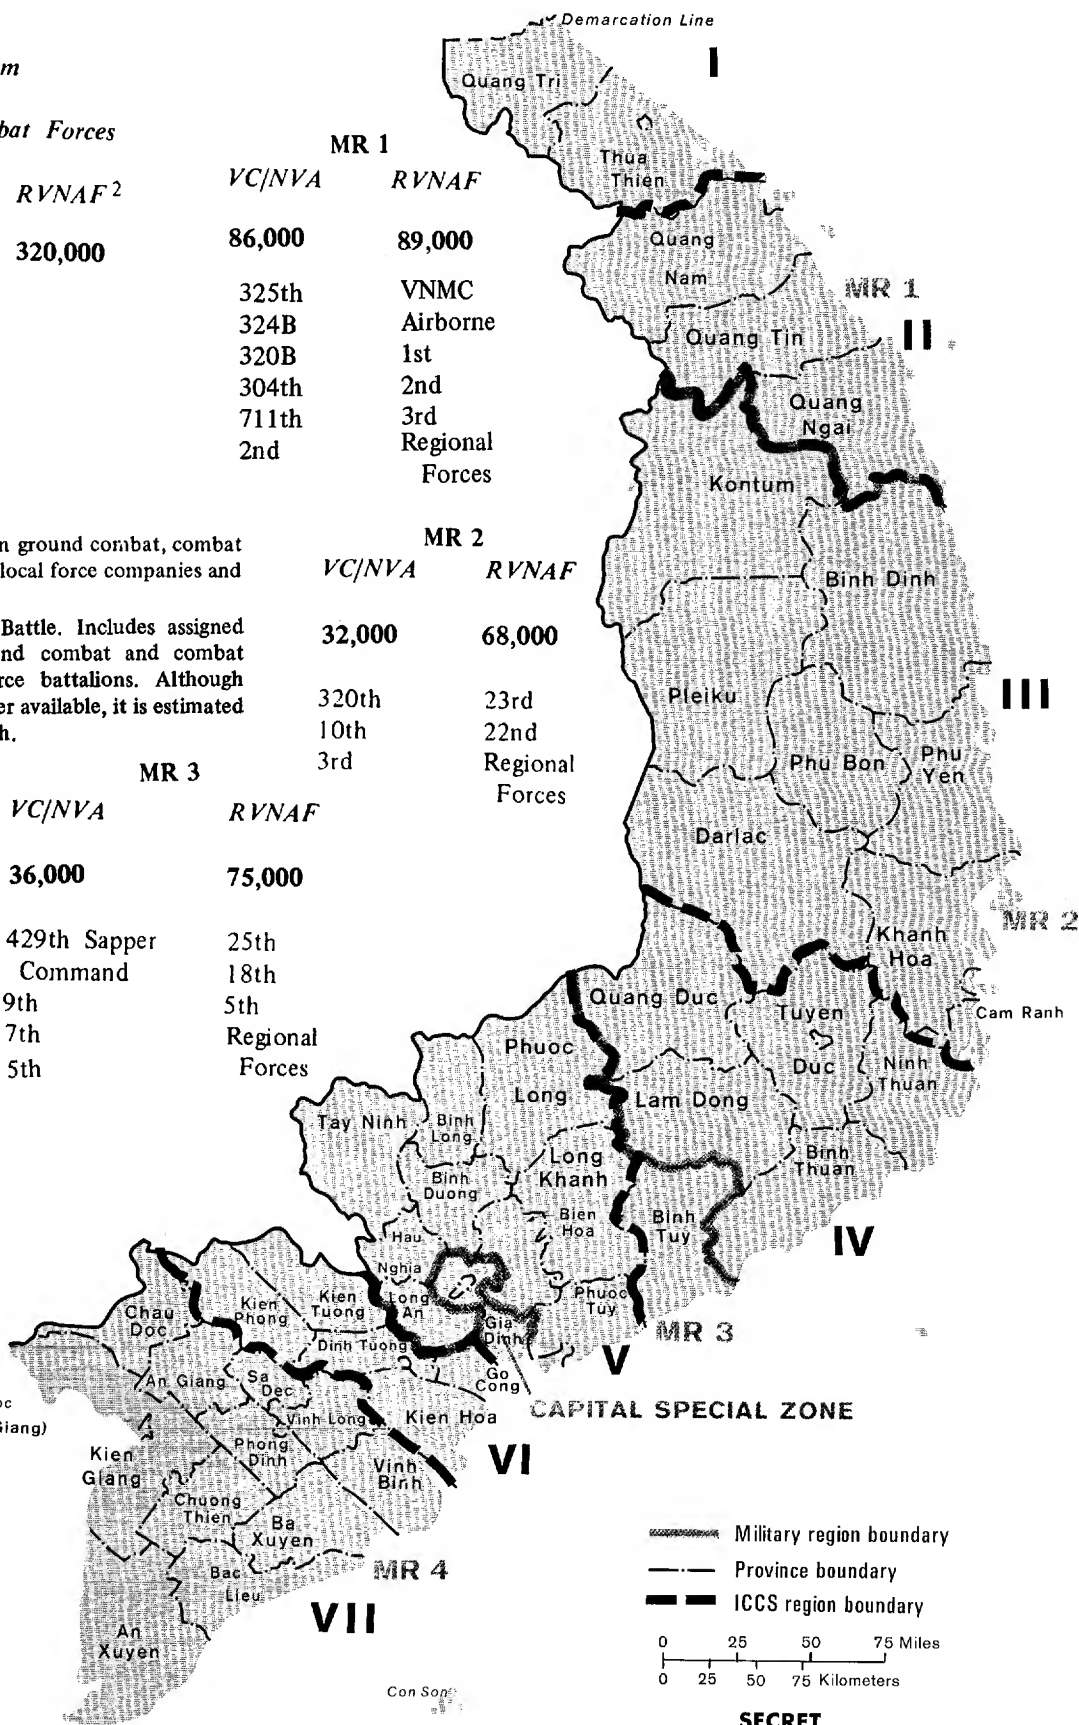 Demarcation Line
m
bat Forces
RVNAF 2
320,000
MR 1
VC/NVA RVNAF
86,000 89,000
325th VNMC
324B Airborne
320B 1st
304th 2nd
711th 3rd
2nd Regional
Forces
n ground combat, combat
local force companies and
Battle. Includes assigned
nd combat and combat
rce battalions. Although
er available, it is estimated
h.
MR 2
VC/NVA RVNAF
32,000 68,000
320th 23rd
10th 22nd
3rd Regional
Forces
MR 3
VC/NVA RVNAF
36,000 75,000
429th Sapper 25th
Command 18th
9th 5th
7th Regional
5th Forces
I
Quang Tri
Thua
Thien
Quang
Nam
MR 1
II
Quang Tin
Quang
Ngai
Kontum
Binh Dinh
III
Pleiku
Phu Bon
Phu
Yen
Darlac
MR 2
Khanh
Hoa
Cam Ranh
Quang Duc
Tuyen
Duc
Ninh
Thuan
Phuoc
Long
Lam Dong
Tay Ninh
Binh
Long
Long
Khanh
Binh
Thuan
Binh
Duong
Bien
Hoa
Binh
Tuy
IV
Hau
Nghia
Long
An
Phuoc
Tuy
Gia
Dinh
MR 3
V
Chau
Doc
Kien
Phong
Kien
Tuong
Dinh Tuong
Go
Cong
CAPITAL SPECIAL ZONE
An Giang
Sa
Dec
Vinh Long
Kien Hoa
oc
Giang)
Kien
Giang
Phong
Dinh
Vinh
Binh
VI
Chuong
Thien
Ba
Xuyen
MR 4
Bac
Lieu
VII
An
Xuyen
Con Son
Military region boundary
Province boundary
ICCS region boundary
0 25 50 75 Miles
0 25 50 75 Kilometers
SECRET